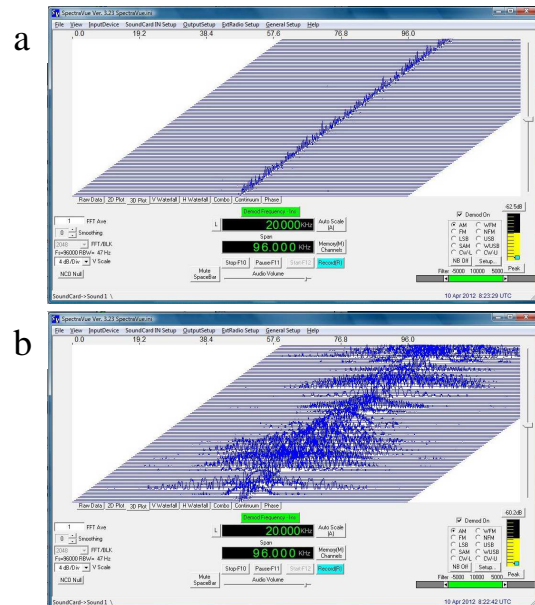 a
SpectraVue Ver. 3.23 SpectraVue.ini
File View InputDevice SoundCard IN Setup OutputSetup ExtRadio Setup General Setup Help
0.0 19.2 38.4 57.6 76.8 96.0
Raw Data 2D Plot 3D Plot V Waterfall H Waterfall Combo Continuum Phase
Demod Frequency
1 FFT Ave
L 20.000 KHz
Auto Scale (A)
0 Smoothing
Span
2048 FFT/BLK
96.000 KHz
Memory(M) Channels
Fs=96000 RBW= 47 Hz
4 dB/Div V Scale
Stop F10 Pause-F11 Start-F12 Record(R)
NCO Null
Mute SpaceBar
Audio Volume
-62.5dB
Demod On
AM WFM
FM NFM
LSB USB
SAM WUSB
CW-L CW-U
NB Off Setup...
Peak
Filter -5000 10000 5000
SoundCard->Sound 1 \
10 Apr 2012 8:23:29 UTC
b
SpectraVue Ver. 3.23 SpectraVue.ini
File View InputDevice SoundCard IN Setup OutputSetup ExtRadio Setup General Setup Help
0.0 19.2 38.4 57.6 76.8 96.0
Raw Data 2D Plot 3D Plot V Waterfall H Waterfall Combo Continuum Phase
Demod Frequency
1 FFT Ave
L 20.000 KHz
Auto Scale (A)
0 Smoothing
Span
2048 FFT/BLK
96.000 KHz
Memory(M) Channels
Fs=96000 RBW= 47 Hz
4 dB/Div V Scale
Stop F10 Pause-F11 Start-F12 Record(R)
NCO Null
Mute SpaceBar
Audio Volume
-60.2dB
Demod On
AM WFM
FM NFM
LSB USB
SAM WUSB
CW-L CW-U
NB Off Setup...
Peak
Filter -5000 10000 5000
SoundCard->Sound 1 \
10 Apr 2012 8:22:42 UTC